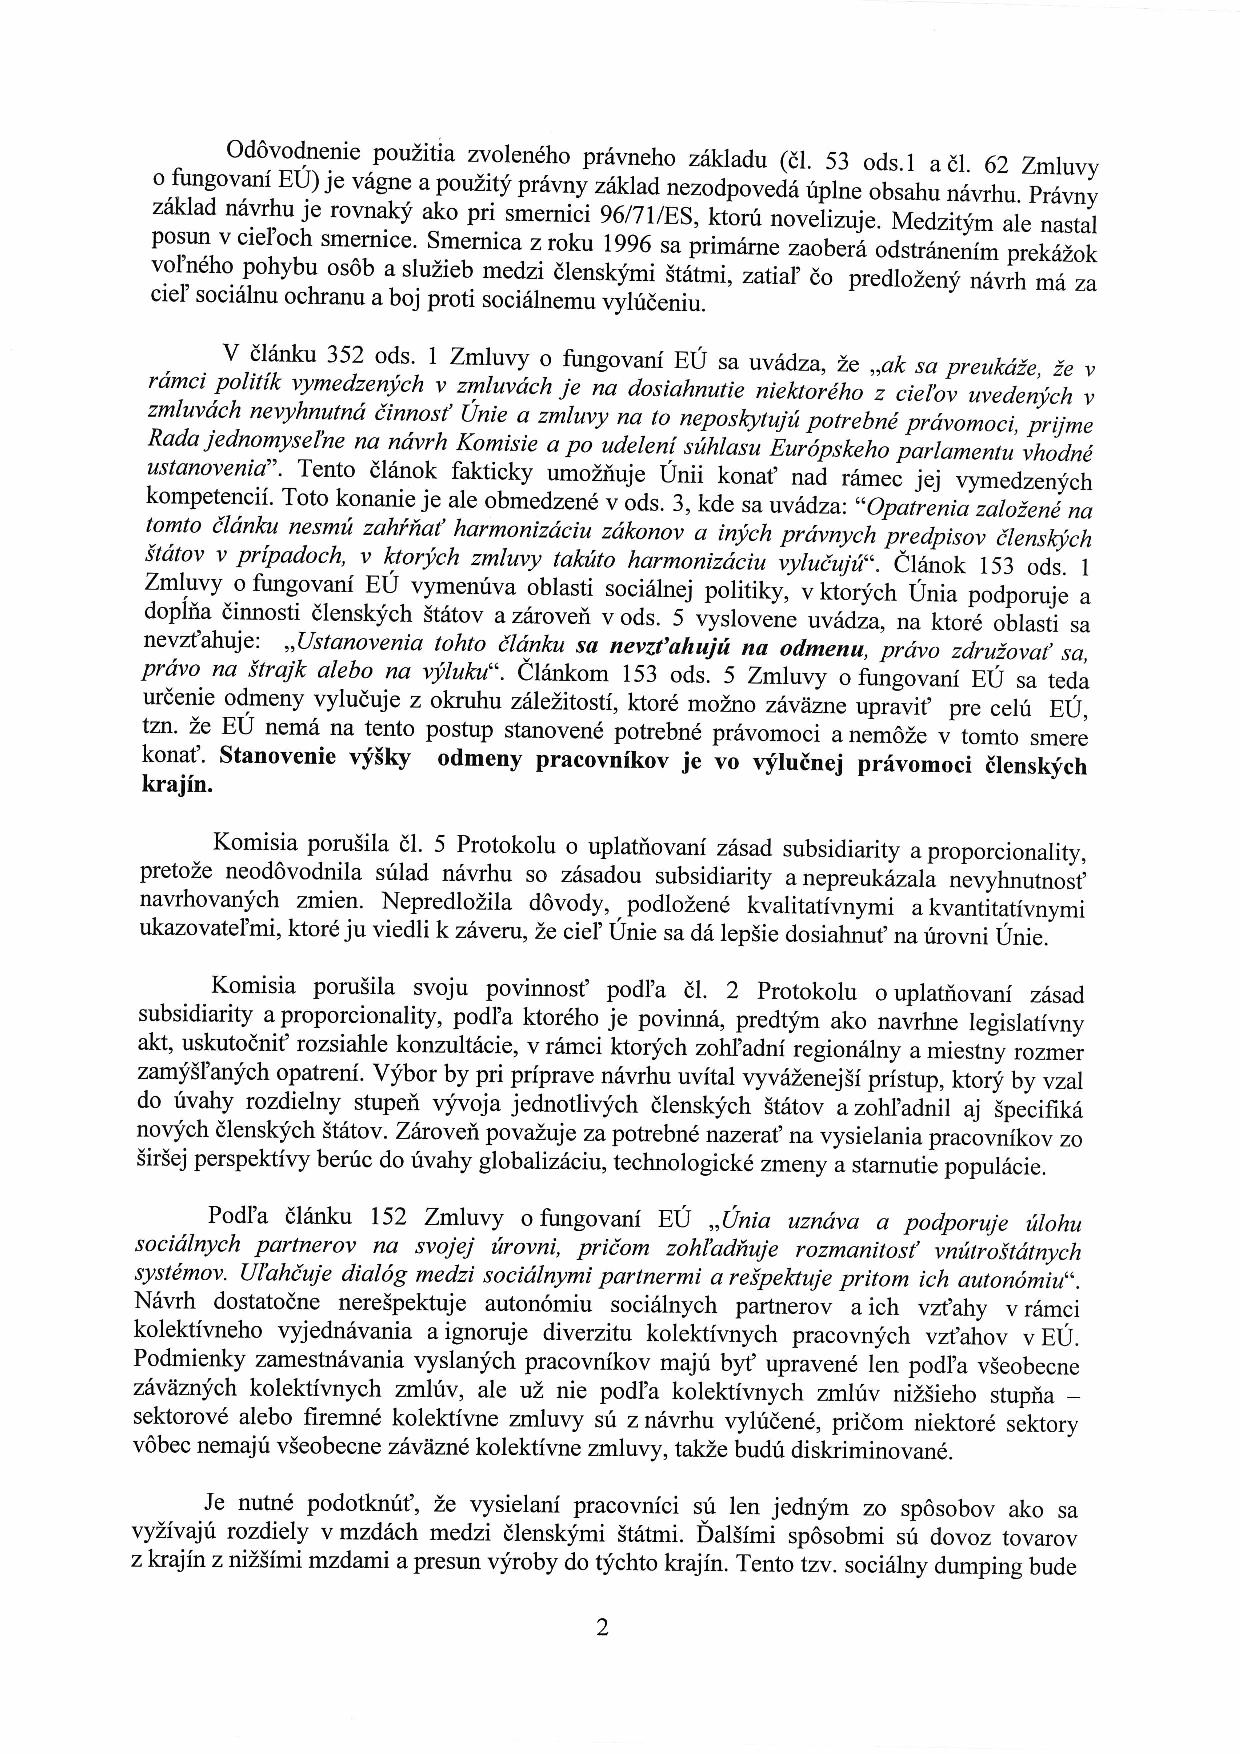 Odôvodnenie použitia zvoleného právneho základu (čl. 53 ods.1 a čl. 62 Zmluvy
o fungovaní EÚ) je vágne a použitý právny základ nezodpovedá úplne obsahu návrhu. Právny
základ návrhu je rovnaký ako pri smernici 96/71/ES, ktorú novelizuje. Medzitým ale nastal
posun v cieľoch smernice. Smernica z roku 1996 sa primárne zaoberá odstránením prekážok
voľného pohybu osôb a služieb medzi členskými štátmi, zatiaľ čo predložený návrh má za
cieľ sociálnu ochranu a boj proti sociálnemu vylúčeniu.
V článku 352 ods. 1 Zmluvy o fungovaní EÚ sa uvádza, že „ak sa preukáže, že v
rámci politík vymedzených v zmluvách je na dosiahnutie niektorého z cieľov uvedených v
zmluvách nevyhnutná činnosť Únie a zmluvy na to neposkytujú potrebné právomoci, prijme
Rada jednomyseľne na návrh Komisie a po udelení súhlasu Európskeho parlamentu vhodné
ustanovenia”. Tento článok fakticky umožňuje Únii konať nad rámec jej vymedzených
kompetencií. Toto konanie je ale obmedzené v ods. 3, kde sa uvádza: “Opatrenia založené na
tomto článku nesmú zahŕňať harmonizáciu zákonov a iných právnych predpisov členských
štátov v prípadoch, v ktorých zmluvy takúto harmonizáciu vylučujú“. Článok 153 ods. 1
Zmluvy o fungovaní EÚ vymenúva oblasti sociálnej politiky, v ktorých Únia podporuje a
dopĺňa činnosti členských štátov a zároveň v ods. 5 vyslovene uvádza, na ktoré oblasti sa
nevzťahuje: „Ustanovenia tohto článku sa nevzťahujú na odmenu, právo združovať sa,
právo na štrajk alebo na výluku“. Článkom 153 ods. 5 Zmluvy o fungovaní EÚ sa teda
určenie odmeny vylučuje z okruhu záležitostí, ktoré možno záväzne upraviť pre celú EÚ,
tzn. že EÚ nemá na tento postup stanovené potrebné právomoci a nemôže v tomto smere
konať. Stanovenie výšky odmeny pracovníkov je vo výlučnej právomoci členských
krajín.
Komisia porušila čl. 5 Protokolu o uplatňovaní zásad subsidiarity a proporcionality,
pretože neodôvodnila súlad návrhu so zásadou subsidiarity a nepreukázala nevyhnutnosť
navrhovaných zmien. Nepredložila dôvody, podložené kvalitatívnymi a kvantitatívnymi
ukazovateľmi, ktoré ju viedli k záveru, že cieľ Únie sa dá lepšie dosiahnuť na úrovni Únie.
Komisia porušila svoju povinnosť podľa čl. 2 Protokolu o uplatňovaní zásad
subsidiarity a proporcionality, podľa ktorého je povinná, predtým ako navrhne legislatívny
akt, uskutočniť rozsiahle konzultácie, v rámci ktorých zohľadní regionálny a miestny rozmer
zamýšľaných opatrení. Výbor by pri príprave návrhu uvítal vyváženejší prístup, ktorý by vzal
do úvahy rozdielny stupeň vývoja jednotlivých členských štátov a zohľadnil aj špecifiká
nových členských štátov. Zároveň považuje za potrebné nazerať na vysielania pracovníkov zo
širšej perspektívy berúc do úvahy globalizáciu, technologické zmeny a starnutie populácie.
Podľa článku 152 Zmluvy o fungovaní EÚ „Únia uznáva a podporuje úlohu
sociálnych partnerov na svojej úrovni, pričom zohľadňuje rozmanitosť vnútroštátnych
systémov. Uľahčuje dialóg medzi sociálnymi partnermi a rešpektuje pritom ich autonómiu“.
Návrh dostatočne nerešpektuje autonómiu sociálnych partnerov a ich vzťahy v rámci
kolektívneho vyjednávania a ignoruje diverzitu kolektívnych pracovných vzťahov v EÚ.
Podmienky zamestnávania vyslaných pracovníkov majú byť upravené len podľa všeobecne
záväzných kolektívnych zmlúv, ale už nie podľa kolektívnych zmlúv nižšieho stupňa –
sektorové alebo firemné kolektívne zmluvy sú z návrhu vylúčené, pričom niektoré sektory
vôbec nemajú všeobecne záväzné kolektívne zmluvy, takže budú diskriminované.
Je nutné podotknúť, že vysielaní pracovníci sú len jedným zo spôsobov ako sa
vyžívajú rozdiely v mzdách medzi členskými štátmi. Ďalšími spôsobmi sú dovoz tovarov
z krajín z nižšími mzdami a presun výroby do týchto krajín. Tento tzv. sociálny dumping bude
2